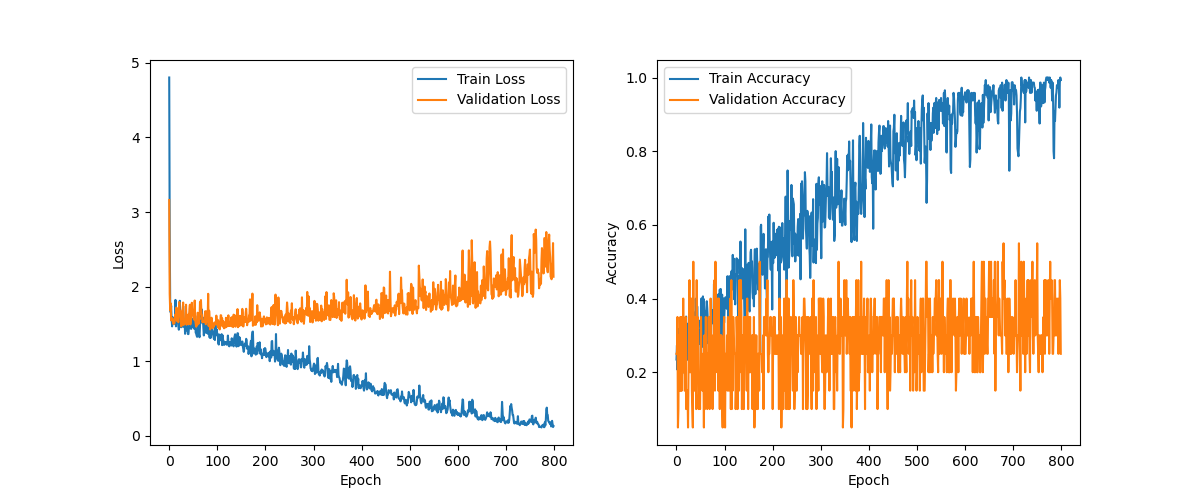 5
4
3
2
1
0
Loss
0 100 200 300 400 500 600 700 800
Epoch
Train Loss
Validation Loss
1.0
0.8
0.6
0.4
0.2
Accuracy
0 100 200 300 400 500 600 700 800
Epoch
Train Accuracy
Validation Accuracy